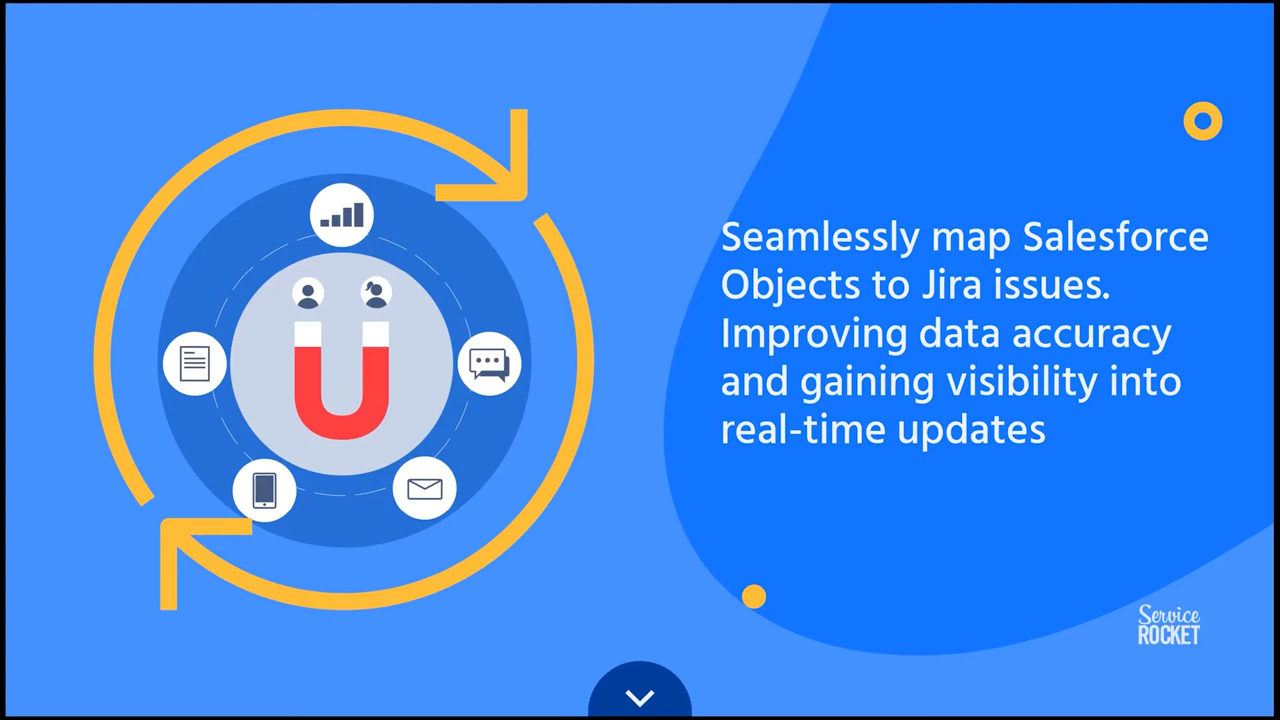 Seamlessly map Salesforce
Objects to Jira issues.
Improving data accuracy
and gaining visibility into
real-time updates
Service
ROCKET